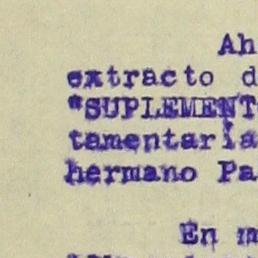 Ah
extracto d
"SUPLEMENT
tamentaria
hermano Pa
En m